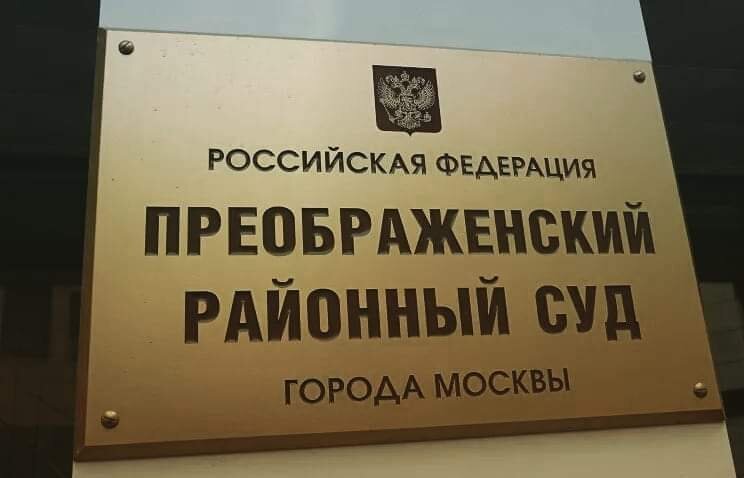 РОССИЙСКАЯ ФЕДЕРАЦИЯ
ПРЕОБРАЖЕНСКИЙ
РАЙОННЫЙ СУД
ГОРОДА МОСКВЫ